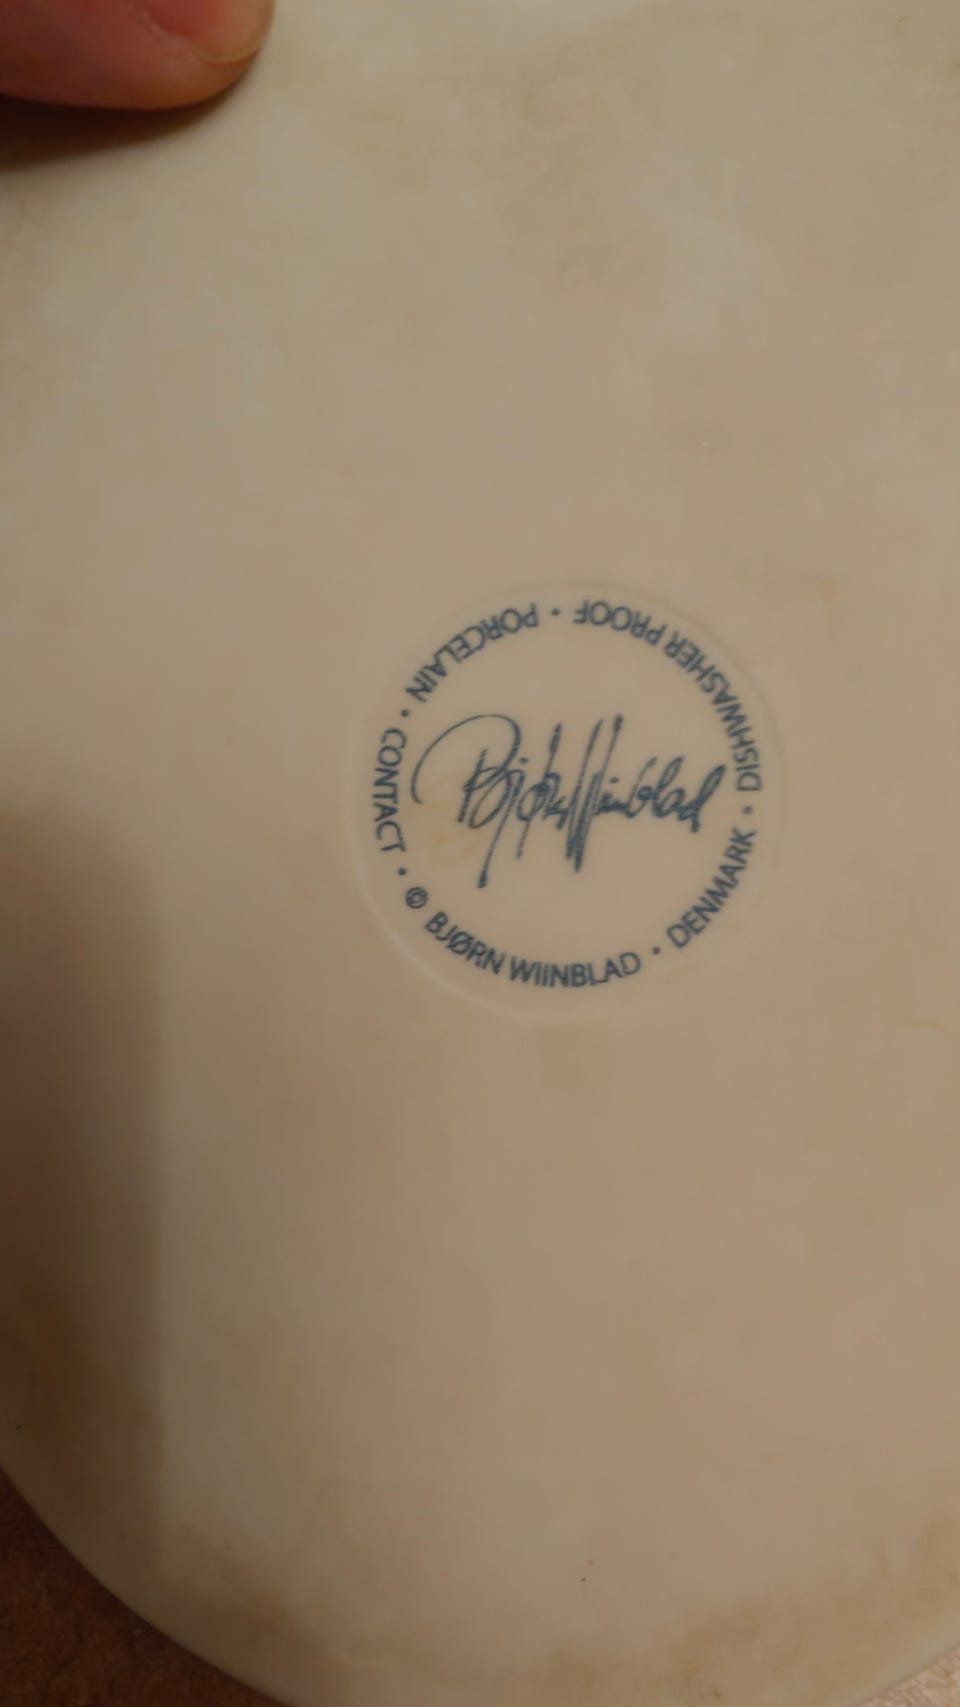 Bjørn Wiinblad
© BJØRN WIINBLAD • DENMARK • DISHWASHER PROOF • PORCELAIN • CONTACT •